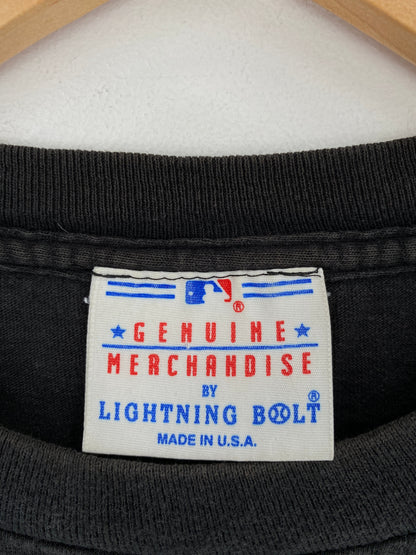 ®
GENUINE
MERCHANDISE
BY
LIGHTNING BOLT®
MADE IN U.S.A.